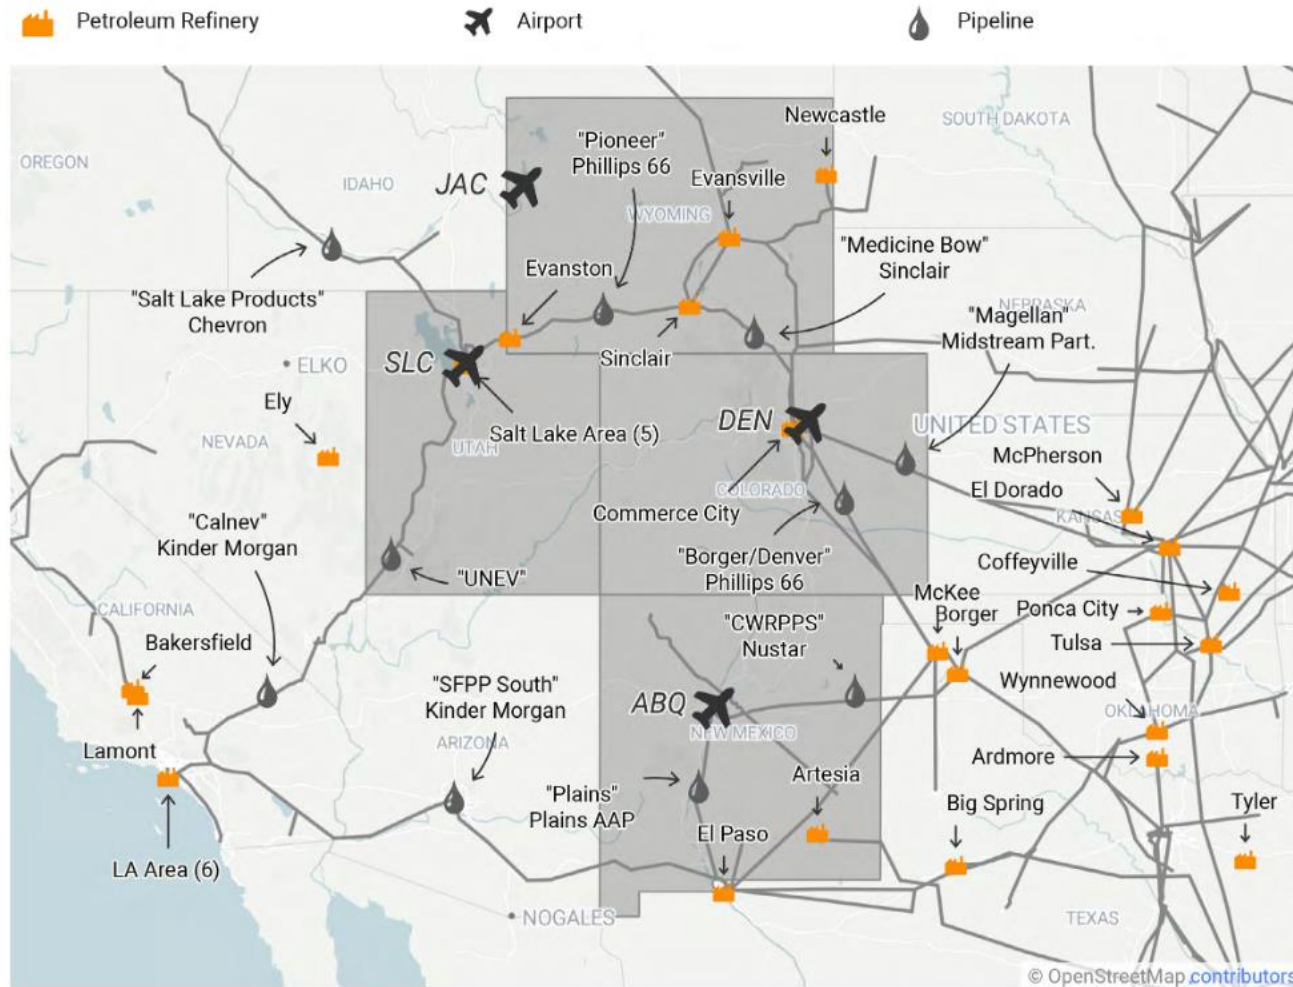 Petroleum Refinery
Airport
Pipeline
Newcastle
SOUTH DAKOTA
"Pioneer"
Phillips 66
OREGON
IDAHO
JAC
Evansville
WYOMING
"Medicine Bow"
Sinclair
Evanston
"Salt Lake Products"
Chevron
NEBRASKA
"Magellan"
Midstream Part.
Sinclair
ELKO
SLC
Ely
DEN
UNITED STATES
NEVADA
UTAH
Salt Lake Area (5)
McPherson
El Dorado
COLORADO
Commerce City
KANSAS
"Calnev"
Kinder Morgan
"Borger/Denver"
Phillips 66
Coffeyville
"UNEV"
McKee
Borger
Ponca City
CALIFORNIA
"CWRPPS"
Nustar
Tulsa
Bakersfield
"SFPP South"
Kinder Morgan
ABQ
Wynnewood
OKLAHOMA
NEW MEXICO
ARIZONA
Lamont
Ardmore
Artesia
"Plains"
Plains AAP
Big Spring
Tyler
El Paso
LA Area (6)
NOGALES
TEXAS
© OpenStreetMap contributors